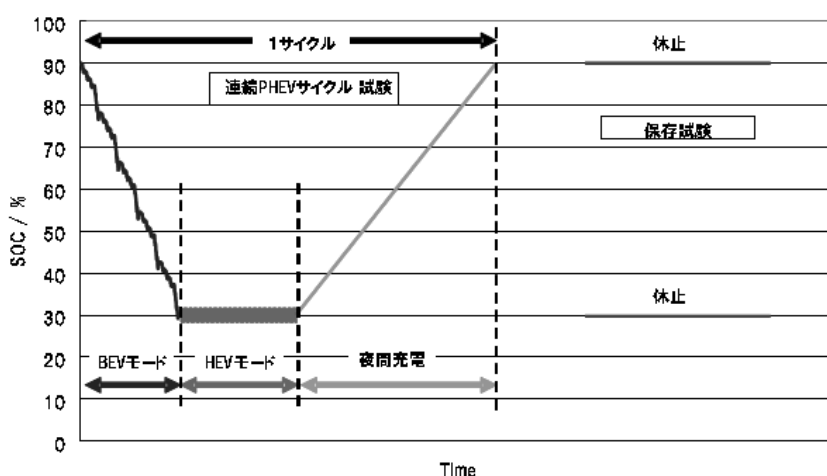 100
90
80
70
60
50
40
30
20
10
0
SOC / %
1サイクル
連続PHEVサイクル 試験
休止
保存試験
休止
BEVモード
HEVモード
夜間充電
Time